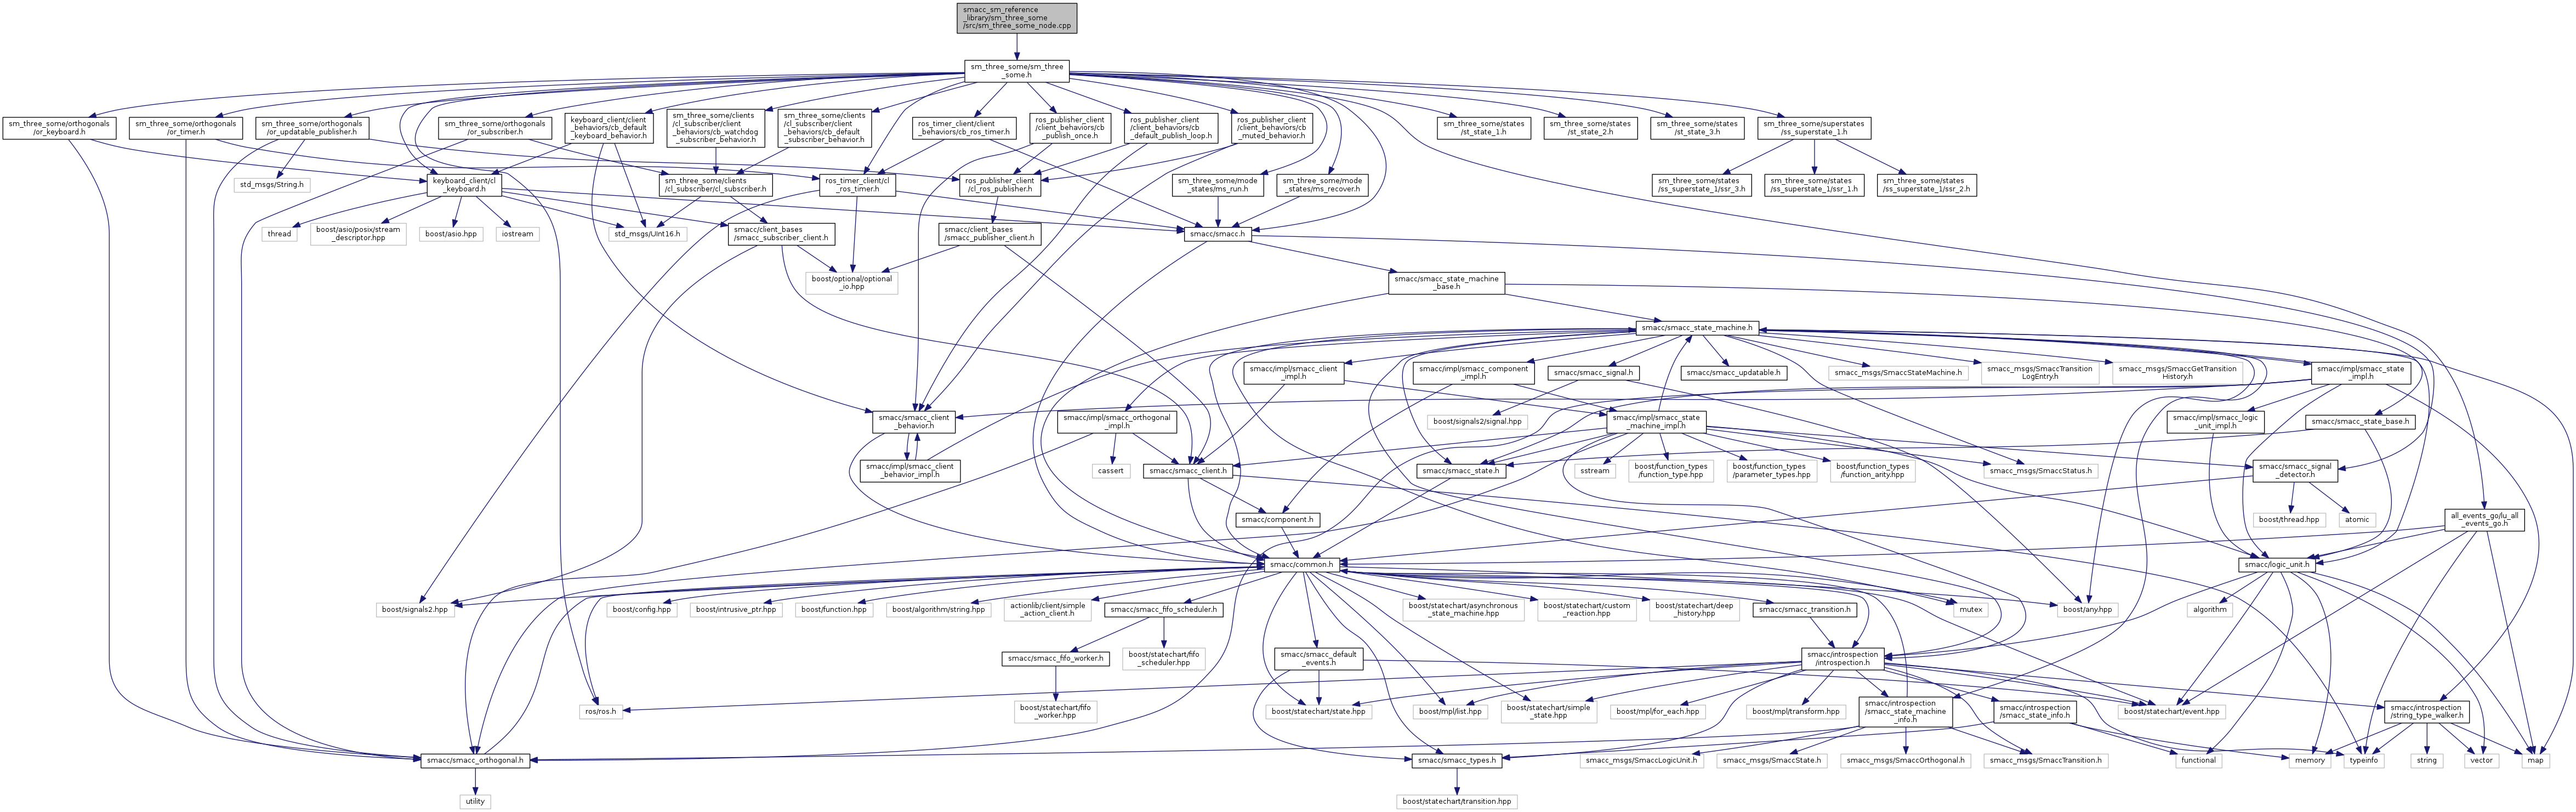 smacc_sm_reference
_library/sm_three_some
/src/sm_three_some_node.cpp
sm_three_some/sm_three
_some.h
sm_three_some/orthogonals
/or_keyboard.h
sm_three_some/orthogonals
/or_timer.h
sm_three_some/orthogonals
/or_updatable_publisher.h
sm_three_some/orthogonals
/or_subscriber.h
keyboard_client/client
_behaviors/cb_default
_keyboard_behavior.h
sm_three_some/clients
/cl_subscriber/client
_behaviors/cb_watchdog
_subscriber_behavior.h
sm_three_some/clients
/cl_subscriber/client
_behaviors/cb_default
_subscriber_behavior.h
ros_timer_client/client
_behaviors/cb_ros_timer.h
ros_publisher_client
/client_behaviors/cb
_publish_once.h
ros_publisher_client
/client_behaviors/cb
_default_publish_loop.h
ros_publisher_client
/client_behaviors/cb
_muted_behavior.h
sm_three_some/states
/st_state_1.h
sm_three_some/states
/st_state_2.h
sm_three_some/states
/st_state_3.h
sm_three_some/superstates
/ss_superstate_1.h
std_msgs/String.h
keyboard_client/cl
_keyboard.h
sm_three_some/clients
/cl_subscriber/cl_subscriber.h
ros_timer_client/cl
_ros_timer.h
ros_publisher_client
/cl_ros_publisher.h
sm_three_some/mode
_states/ms_run.h
sm_three_some/mode
_states/ms_recover.h
sm_three_some/states
/ss_superstate_1/ssr_3.h
sm_three_some/states
/ss_superstate_1/ssr_1.h
sm_three_some/states
/ss_superstate_1/ssr_2.h
thread
boost/asio/posix/stream
_descriptor.hpp
boost/asio.hpp
iostream
std_msgs/UInt16.h
smacc/client_bases
/smacc_subscriber_client.h
smacc/client_bases
/smacc_publisher_client.h
smacc/smacc.h
boost/optional/optional
_io.hpp
smacc/smacc_state_machine
_base.h
smacc/smacc_state_machine.h
smacc/impl/smacc_client
_impl.h
smacc/impl/smacc_component
_impl.h
smacc/smacc_signal.h
smacc/smacc_updatable.h
smacc_msgs/SmaccStateMachine.h
smacc_msgs/SmaccTransition
LogEntry.h
smacc_msgs/SmaccGetTransition
History.h
smacc/impl/smacc_state
_impl.h
smacc/smacc_client
_behavior.h
smacc/impl/smacc_orthogonal
_impl.h
boost/signals2/signal.hpp
smacc/impl/smacc_state
_machine_impl.h
smacc/impl/smacc_logic
_unit_impl.h
smacc/smacc_state_base.h
smacc/impl/smacc_client
_behavior_impl.h
cassert
smacc/smacc_client.h
smacc/smacc_state.h
sstream
boost/function_types
/function_type.hpp
boost/function_types
/parameter_types.hpp
boost/function_types
/function_arity.hpp
smacc_msgs/SmaccStatus.h
smacc/smacc_signal
_detector.h
smacc/component.h
boost/thread.hpp
atomic
all_events_go/lu_all
_events_go.h
smacc/common.h
smacc/logic_unit.h
boost/signals2.hpp
boost/config.hpp
boost/intrusive_ptr.hpp
boost/function.hpp
boost/algorithm/string.hpp
actionlib/client/simple
_action_client.h
smacc/smacc_fifo_scheduler.h
boost/statechart/asynchronous
_state_machine.hpp
boost/statechart/custom
_reaction.hpp
boost/statechart/deep
_history.hpp
smacc/smacc_transition.h
mutex
boost/any.hpp
algorithm
smacc/smacc_fifo_worker.h
boost/statechart/fifo
_scheduler.hpp
smacc/smacc_default
_events.h
smacc/introspection
/introspection.h
ros/ros.h
boost/statechart/fifo
_worker.hpp
boost/statechart/state.hpp
boost/mpl/list.hpp
boost/statechart/simple
_state.hpp
boost/mpl/for_each.hpp
boost/mpl/transform.hpp
smacc/introspection
/smacc_state_machine
_info.h
smacc/introspection
/smacc_state_info.h
boost/statechart/event.hpp
smacc/introspection
/string_type_walker.h
smacc/smacc_orthogonal.h
smacc/smacc_types.h
smacc_msgs/SmaccLogicUnit.h
smacc_msgs/SmaccState.h
smacc_msgs/SmaccOrthogonal.h
smacc_msgs/SmaccTransition.h
functional
memory
typeinfo
string
vector
map
utility
boost/statechart/transition.hpp